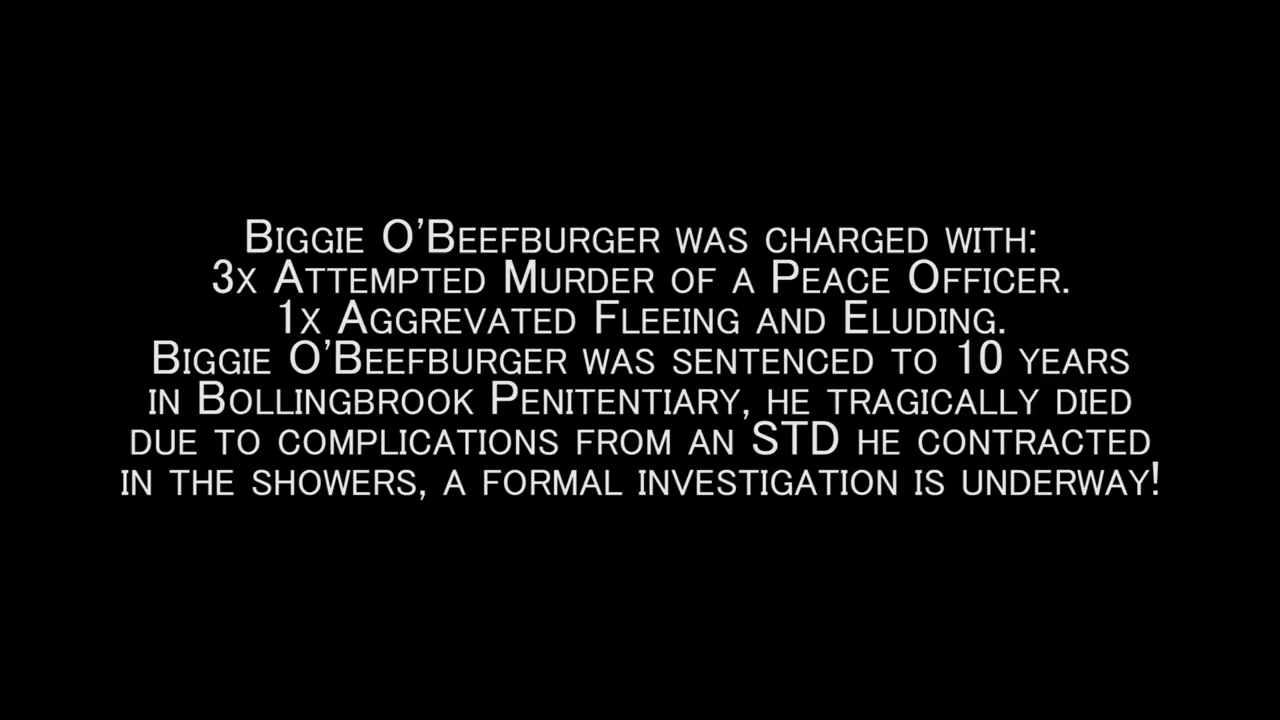 Biggie O'Beefburger was charged with:
3x Attempted Murder of a Peace Officer.
1x Aggrevated Fleeing and Eluding.
Biggie O'Beefburger was sentenced to 10 years
in Bollingbrook Penitentiary, he tragically died
due to complications from an STD he contracted
in the showers, a formal investigation is underway!